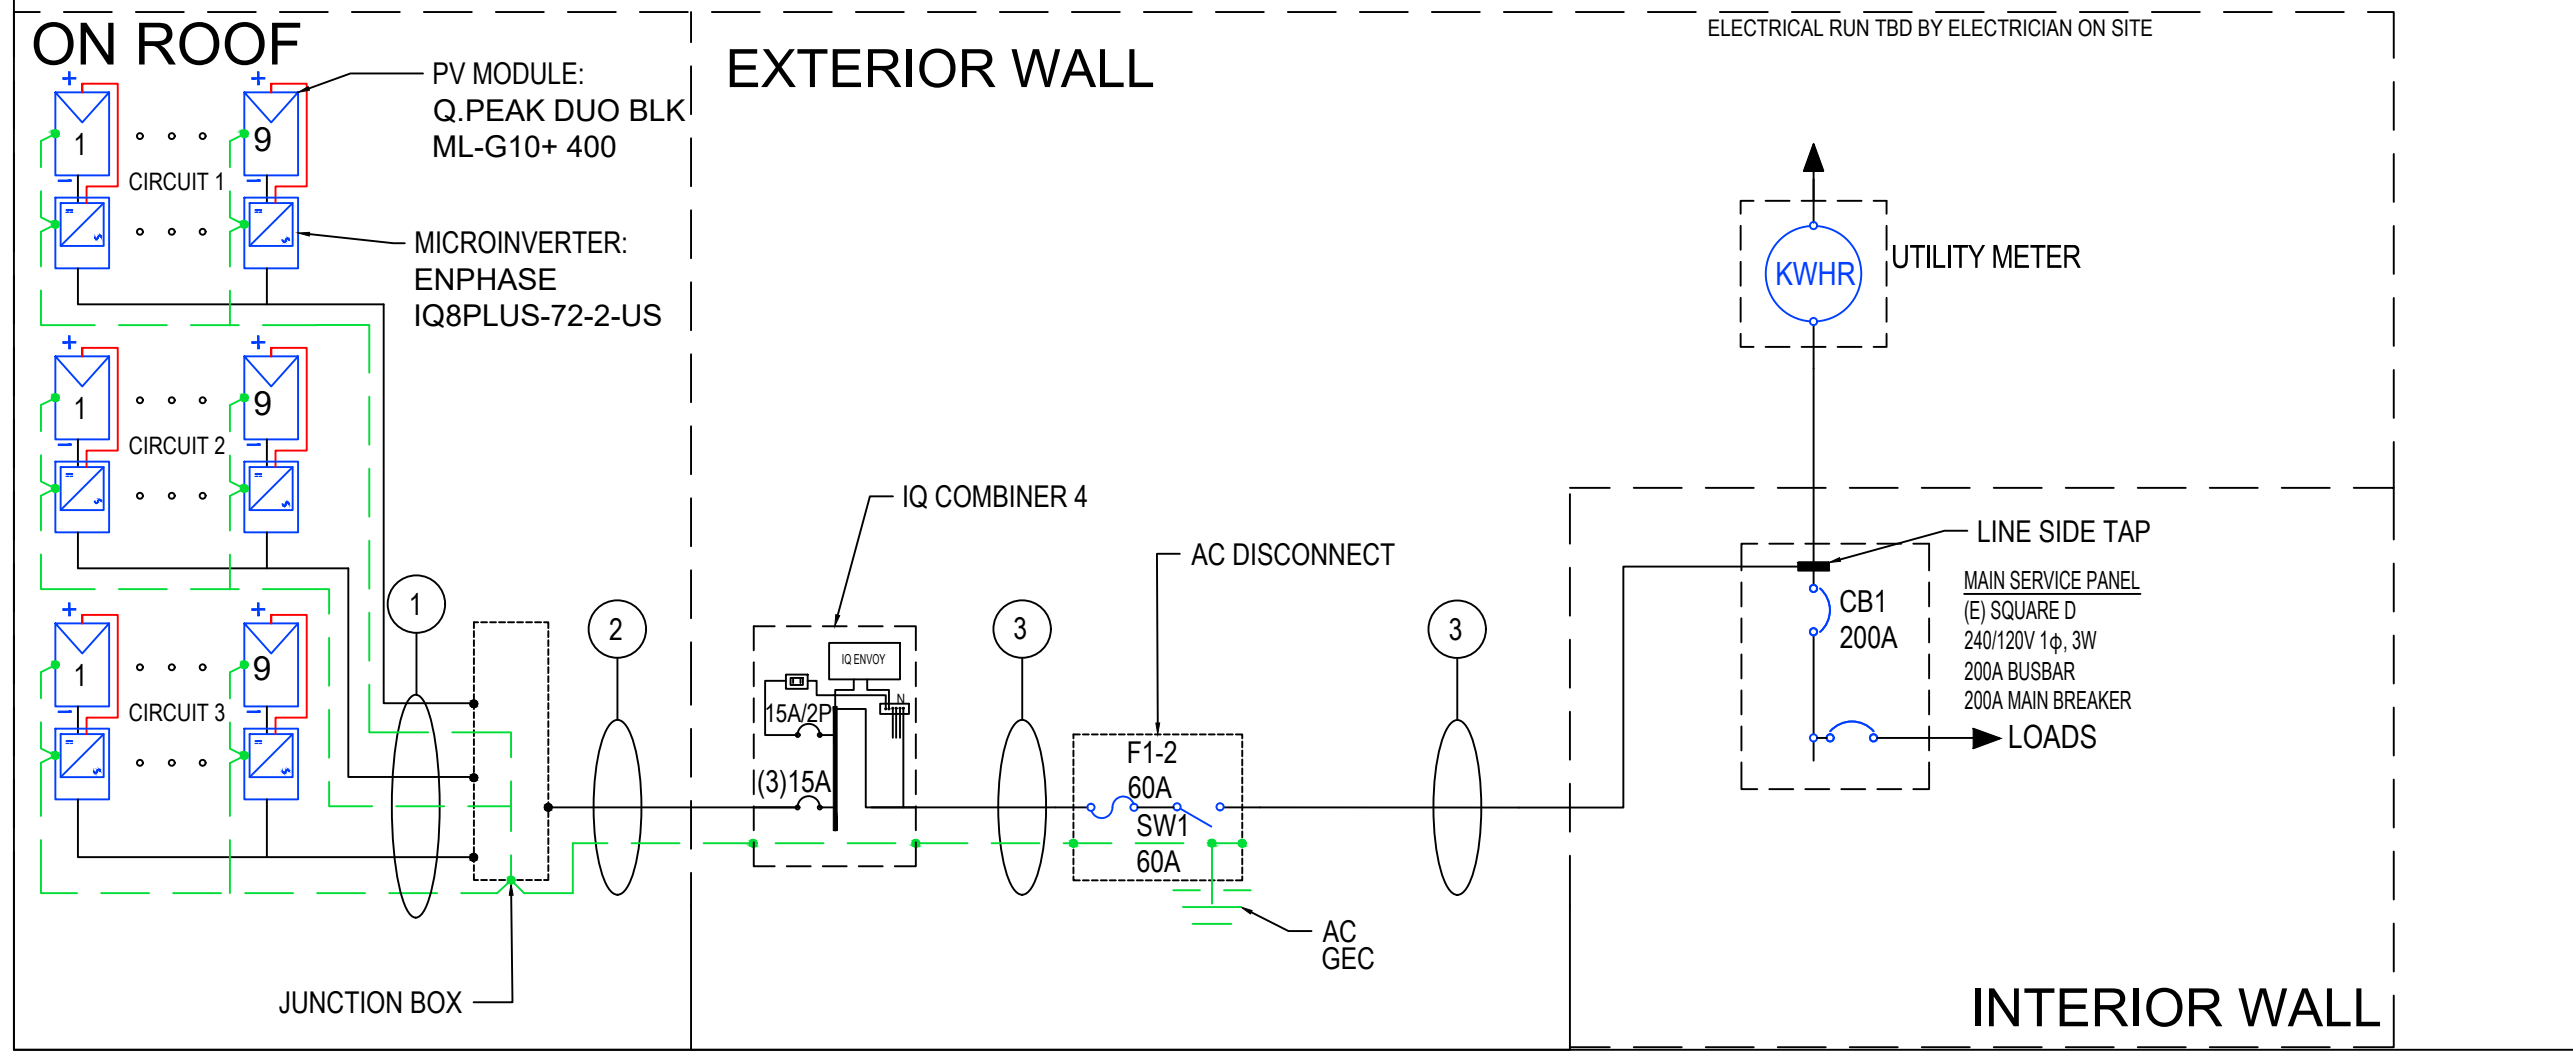 ELECTRICAL RUN TBD BY ELECTRICIAN ON SITE
ON ROOF
EXTERIOR WALL
PV MODULE:
Q.PEAK DUO BLK
ML-G10+ 400
+
+
1
9
-
-
CIRCUIT 1
MICROINVERTER:
ENPHASE
IQ8PLUS-72-2-US
KWHR
UTILITY METER
+
+
1
9
-
-
CIRCUIT 2
IQ COMBINER 4
AC DISCONNECT
LINE SIDE TAP
MAIN SERVICE PANEL
(E) SQUARE D
240/120V 1ϕ, 3W
200A BUSBAR
200A MAIN BREAKER
CB1
200A
LOADS
+
+
1
9
-
-
CIRCUIT 3
1
2
3
3
IQ ENVOY
N
15A/2P
(3)15A
F1-2
60A
SW1
60A
AC
GEC
JUNCTION BOX
INTERIOR WALL